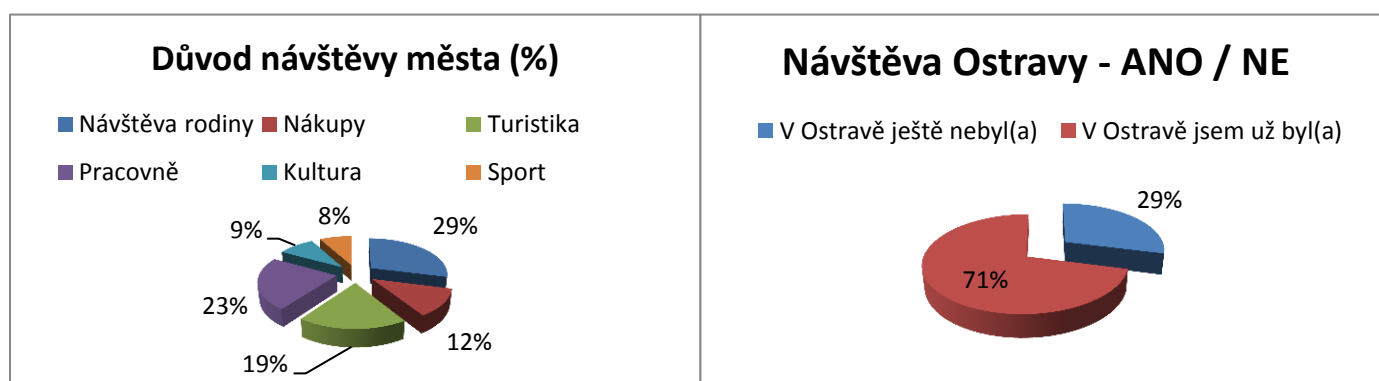 Důvod návštěvy města (%)
Návštěva rodiny
Nákupy
Turistika
Pracovně
Kultura
Sport
29%
12%
19%
23%
9%
8%
Návštěva Ostravy - ANO / NE
V Ostravě ještě nebyl(a)
V Ostravě jsem už byl(a)
29%
71%